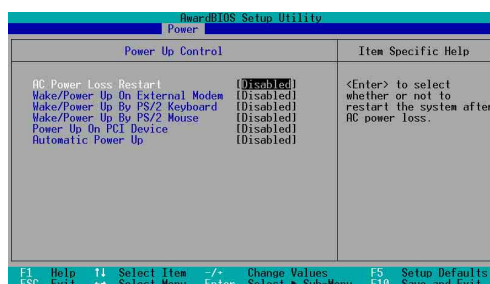 AwardBIOS Setup Utility
Power
Power Up Control
Item Specific Help
AC Power Loss Restart [Disabled]
Wake/Power Up On External Modem [Disabled]
Wake/Power Up By PS/2 Keyboard [Disabled]
Wake/Power Up By PS/2 Mouse [Disabled]
Power Up On PCI Device [Disabled]
Automatic Power Up [Disabled]
<Enter> to select
whether or not to
restart the system after
AC power loss.
F1 Help ↑↓ Select Item -/+ Change Values F5 Setup Defaults
ESC Exit ↔ Select Menu Enter Select ▶ Sub-Menu F10 Save and Exit